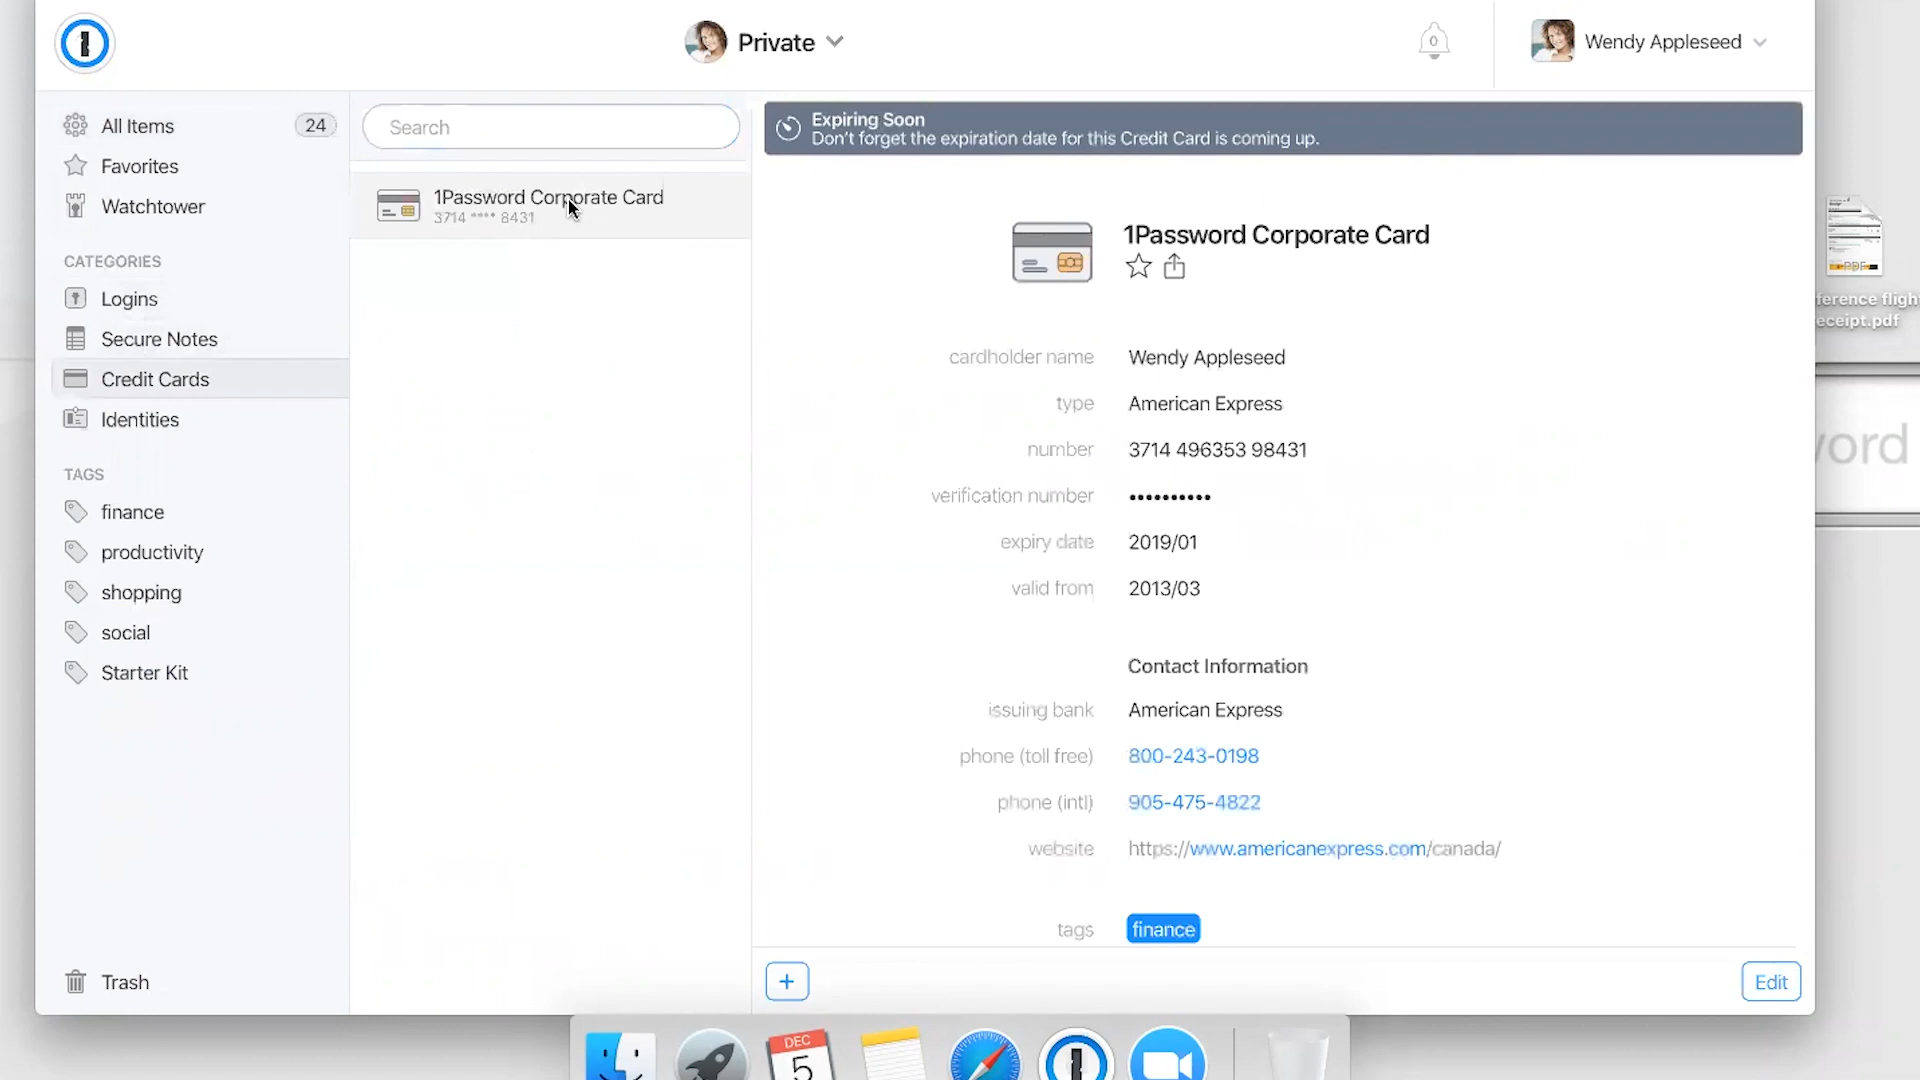 Private
0
Wendy Appleseed
All Items 24
Favorites
Watchtower
CATEGORIES
Logins
Secure Notes
Credit Cards
Identities
TAGS
finance
productivity
shopping
social
Starter Kit
Trash
Search
1Password Corporate Card
3714 **** 8431
Expiring Soon
Don't forget the expiration date for this Credit Card is coming up.
1Password Corporate Card
cardholder name Wendy Appleseed
type American Express
number 3714 496353 98431
verification number ••••••••••
expiry date 2019/01
valid from 2013/03
Contact Information
issuing bank American Express
phone (toll free) 800-243-0198
phone (intl) 905-475-4822
website https://www.americanexpress.com/canada/
tags finance
+
Edit
PDF
ference fligh
eceipt.pdf
word
DEC
5